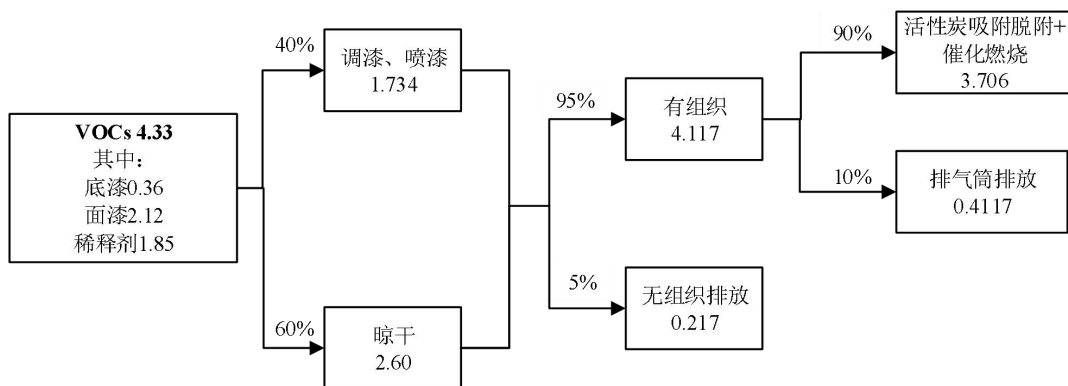 VOCs 4.33
其中：
底漆0.36
面漆2.12
稀释剂1.85
40%
调漆、喷漆
1.734
60%
晾干
2.60
95%
有组织
4.117
5%
无组织排放
0.217
90%
活性炭吸附脱附+
催化燃烧
3.706
10%
排气筒排放
0.4117